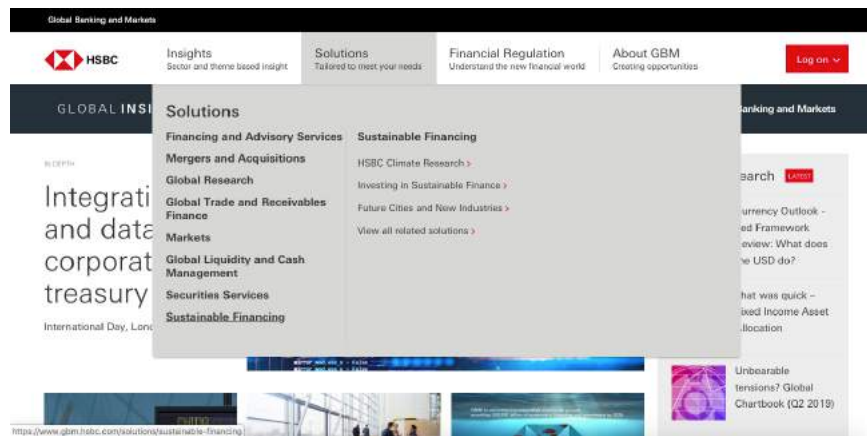 Global Banking and Markets
HSBC
Insights
Sector and theme based insight
Solutions
Tailored to meet your needs
Financial Regulation
Understand the new financial world
About GBM
Creating opportunities
Log on
GLOBAL INSI
anking and Markets
Solutions
Financing and Advisory Services
Mergers and Acquisitions
Global Research
Global Trade and Receivables
Finance
Markets
Global Liquidity and Cash
Management
Securities Services
Sustainable Financing
Sustainable Financing
HSBC Climate Research >
Investing in Sustainable Finance >
Future Cities and New Industries >
View all related solutions >
IN DEPTH
Integrati
and data
corporat
treasury
International Day, Lond
earch LATEST
urrency Outlook –
ed Framework
eview: What does
he USD do?
hat was quick –
ixed Income Asset
llocation
Unbearable
tensions? Global
Chartbook (Q2 2019)
https://www.gbm.hsbc.com/solutions/sustainable-financing